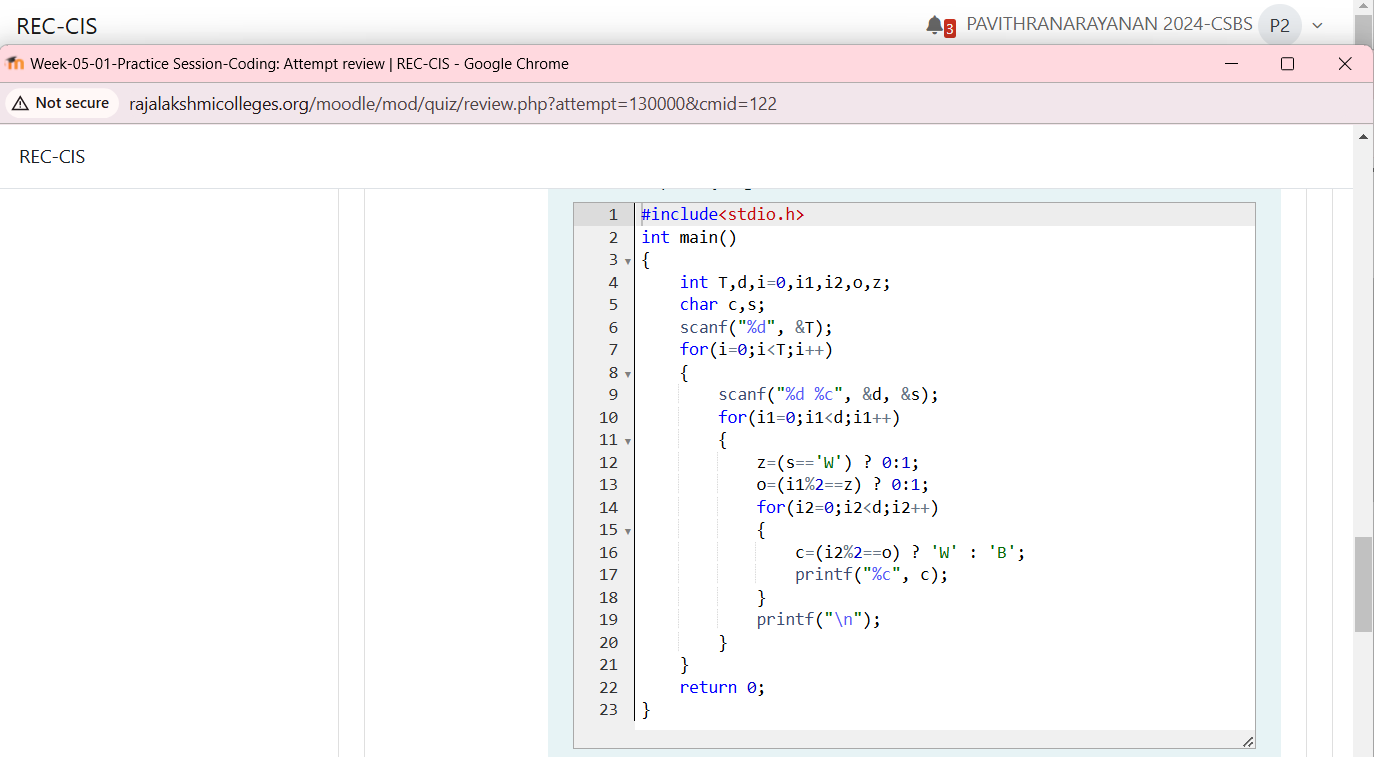 REC-CIS
3 PAVITHRANARAYANAN 2024-CSBS P2
Week-05-01-Practice Session-Coding: Attempt review | REC-CIS - Google Chrome
Not secure rajalakshmicolleges.org/moodle/mod/quiz/review.php?attempt=130000&cmid=122
REC-CIS
1 #include<stdio.h>
2 int main()
3 {
4 int T,d,i=0,i1,i2,o,z;
5 char c,s;
6 scanf("%d", &T);
7 for(i=0;i<T;i++)
8 {
9 scanf("%d %c", &d, &s);
10 for(i1=0;i1<d;i1++)
11 {
12 z=(s=='W') ? 0:1;
13 o=(i1%2==z) ? 0:1;
14 for(i2=0;i2<d;i2++)
15 {
16 c=(i2%2==o) ? 'W' : 'B';
17 printf("%c", c);
18 }
19 printf("\n");
20 }
21 }
22 return 0;
23 }